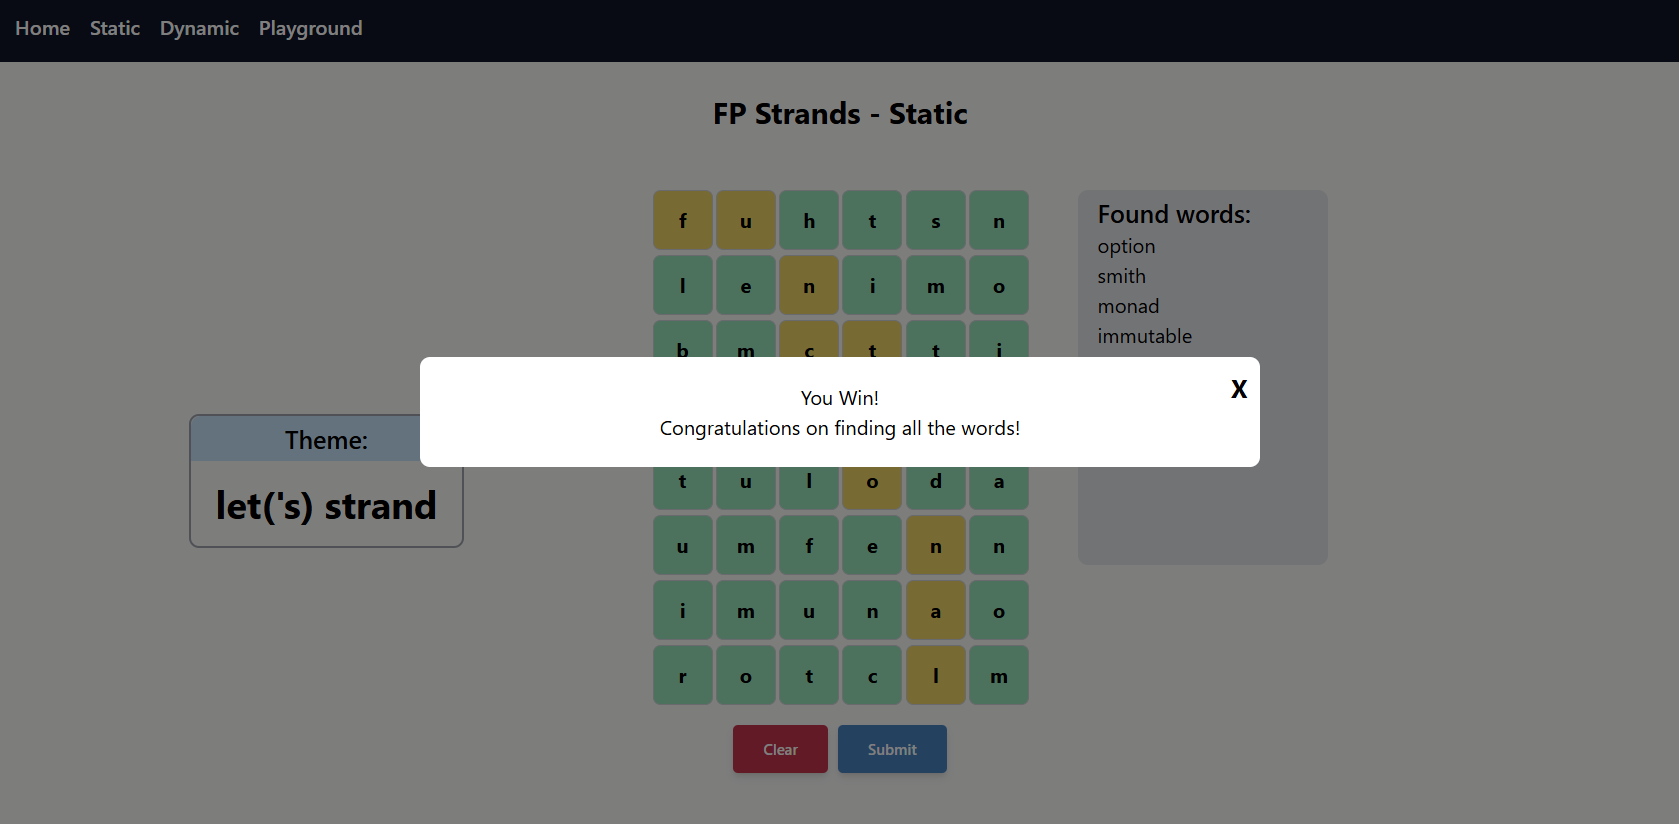 Home Static Dynamic Playground
FP Strands - Static
f u h t s n
l e n i m o
b m c t t i
t u l o d a
u m f e n n
i m u n a o
r o t c l m
Found words:
option
smith
monad
immutable
Theme:
let('s) strand
You Win!
X
Congratulations on finding all the words!
Clear Submit